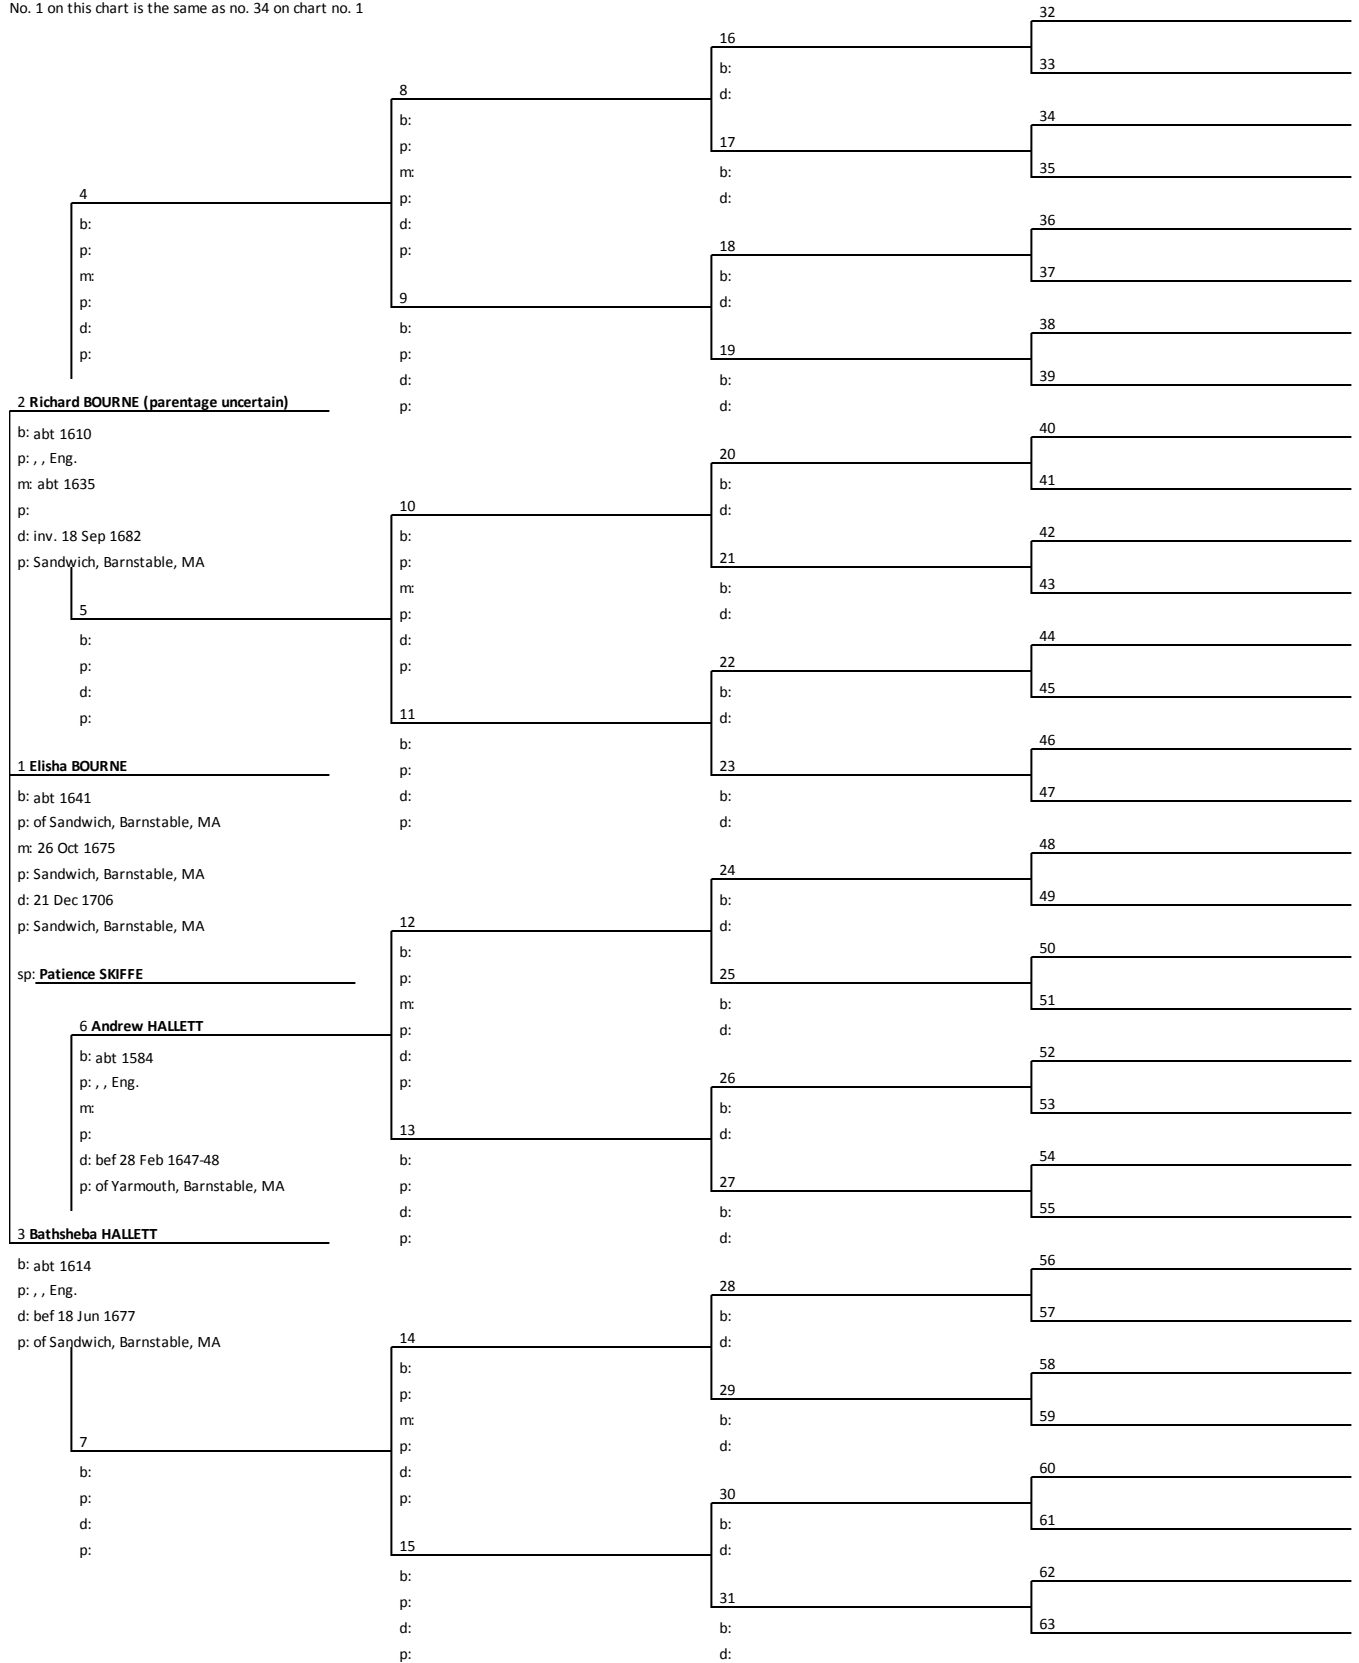 No. 1 on this chart is the same as no. 34 on chart no. 1
4
b:
p:
m:
p:
d:
p:
2 Richard BOURNE (parentage uncertain)
b: abt 1610
p: , , Eng.
m: abt 1635
p:
d: inv. 18 Sep 1682
p: Sandwich, Barnstable, MA
5
b:
p:
d:
p:
1 Elisha BOURNE
b: abt 1641
p: of Sandwich, Barnstable, MA
m: 26 Oct 1675
p: Sandwich, Barnstable, MA
d: 21 Dec 1706
p: Sandwich, Barnstable, MA
sp: Patience SKIFFE
6 Andrew HALLETT
b: abt 1584
p: , , Eng.
m:
p:
d: bef 28 Feb 1647-48
p: of Yarmouth, Barnstable, MA
3 Bathsheba HALLETT
b: abt 1614
p: , , Eng.
d: bef 18 Jun 1677
p: of Sandwich, Barnstable, MA
7
b:
p:
d:
p:
8
b:
p:
m:
p:
d:
p:
9
b:
p:
d:
p:
10
b:
p:
m:
p:
d:
p:
11
b:
p:
d:
p:
12
b:
p:
m:
p:
d:
p:
13
b:
p:
d:
p:
14
b:
p:
m:
p:
d:
p:
15
b:
p:
d:
p:
16
b:
d:
17
b:
d:
18
b:
d:
19
b:
d:
20
b:
d:
21
b:
d:
22
b:
d:
23
b:
d:
24
b:
d:
25
b:
d:
26
b:
d:
27
b:
d:
28
b:
d:
29
b:
d:
30
b:
d:
31
b:
d:
32
33
34
35
36
37
38
39
40
41
42
43
44
45
46
47
48
49
50
51
52
53
54
55
56
57
58
59
60
61
62
63